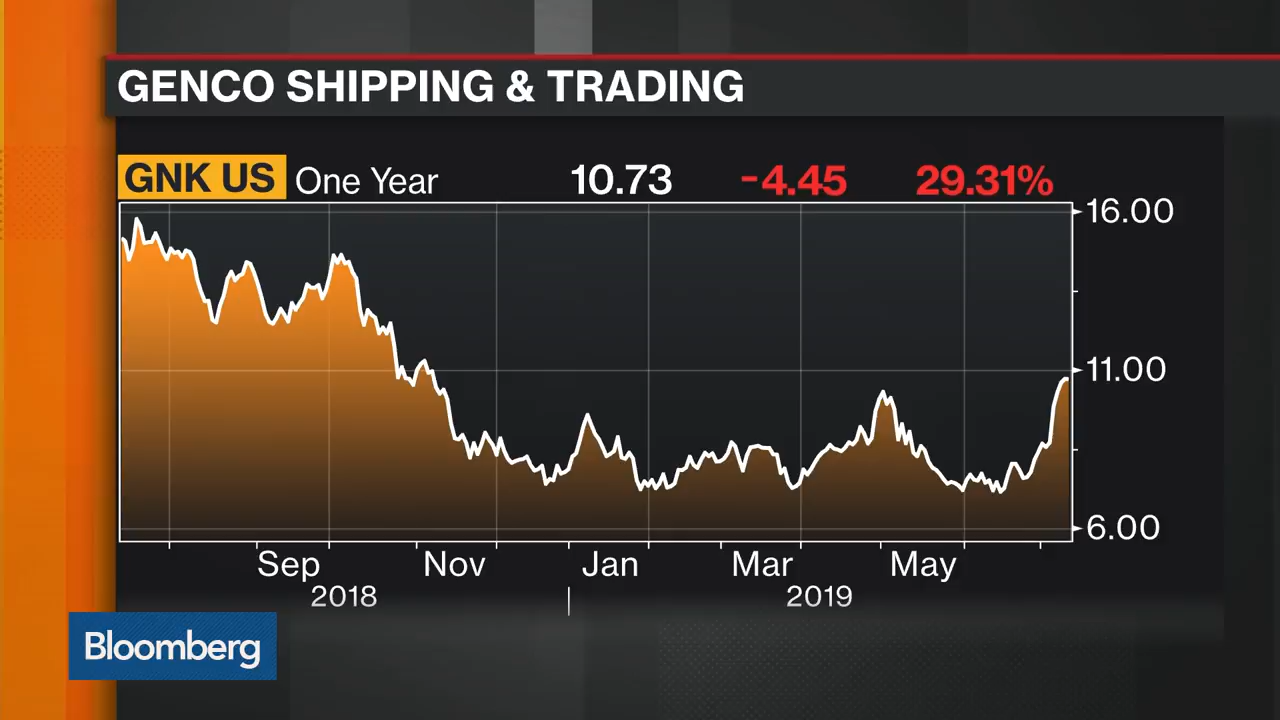 GENCO SHIPPING & TRADING
GNK US One Year 10.73 -4.45 29.31%
16.00
11.00
6.00
Sep Nov Jan Mar May
2018 2019
Bloomberg